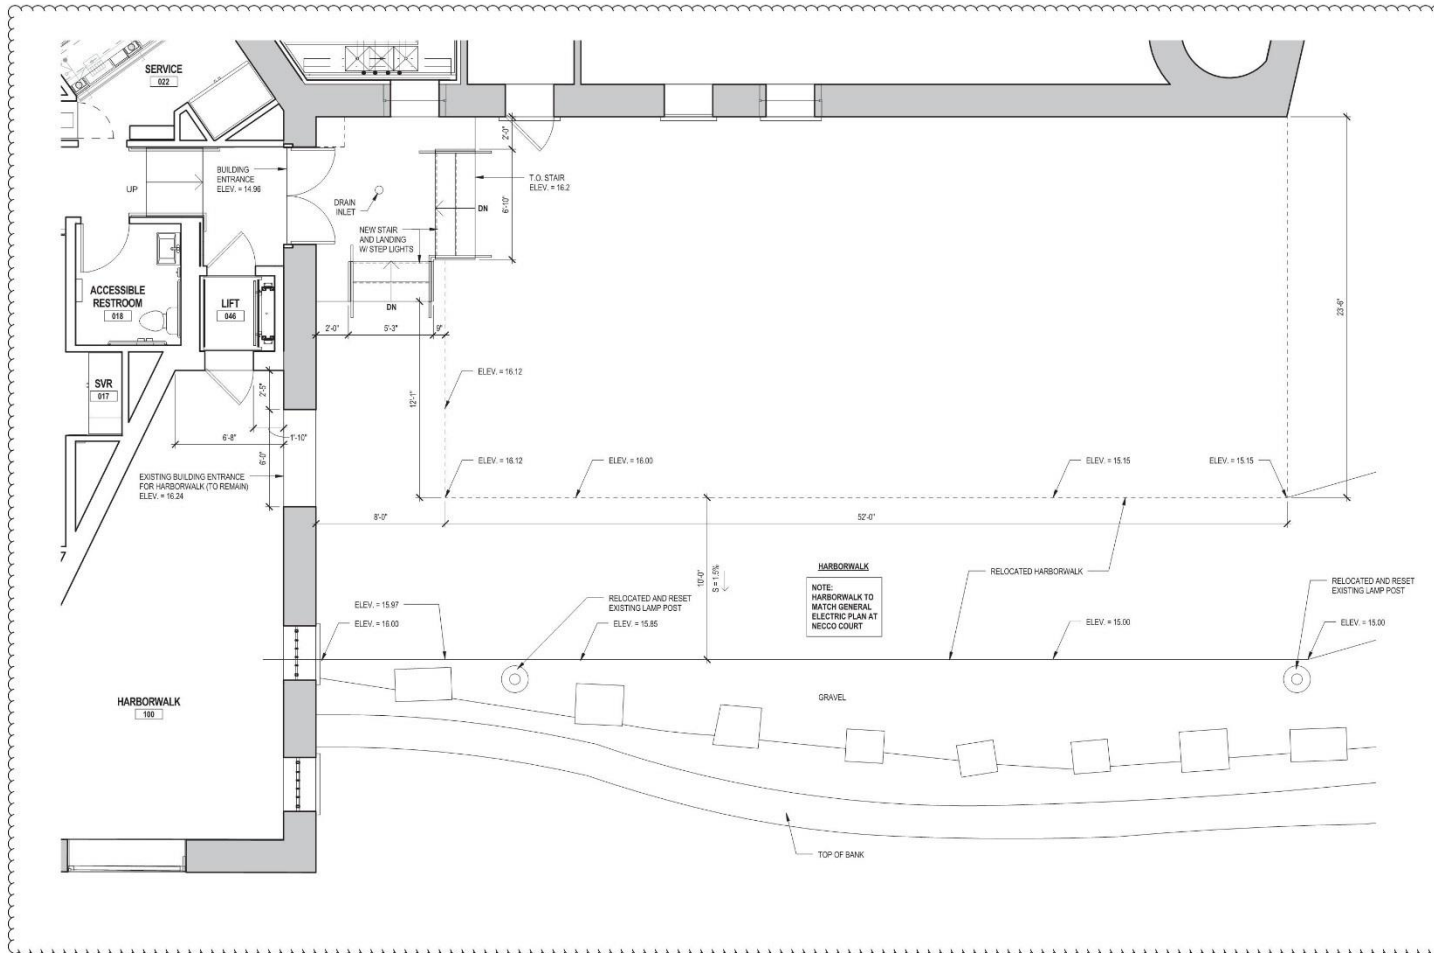 SERVICE
022
UP
BUILDING
ENTRANCE
ELEV. = 14.96
DRAIN
INLET
2'-0"
T.O. STAIR
ELEV. = 16.2
DN
6'-10"
NEW STAIR
AND LANDING
W/ STEP LIGHTS
ACCESSIBLE
RESTROOM
018
LIFT
046
DN
2'-0"
5'-3"
9"
23'-6"
SVR
017
2'-5"
12'-1"
ELEV. = 16.12
6'-8"
1'-10"
6'-0"
EXISTING BUILDING ENTRANCE
FOR HARBORWALK (TO REMAIN)
ELEV. = 16.24
ELEV. = 16.12
ELEV. = 16.00
ELEV. = 15.15
ELEV. = 15.15
8'-0"
52'-0"
10'-0"
S = 1.5%
HARBORWALK
NOTE:
HARBORWALK TO
MATCH GENERAL
ELECTRIC PLAN AT
NECCO COURT
RELOCATED HARBORWALK
RELOCATED AND RESET
EXISTING LAMP POST
RELOCATED AND RESET
EXISTING LAMP POST
ELEV. = 15.97
ELEV. = 16.00
ELEV. = 15.85
ELEV. = 15.00
ELEV. = 15.00
HARBORWALK
100
GRAVEL
TOP OF BANK